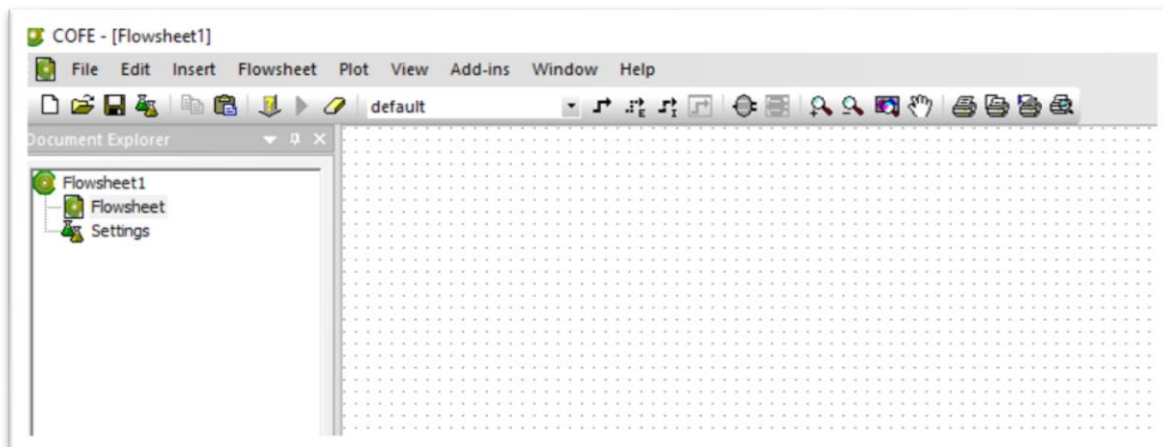 COFE - [Flowsheet1]
File Edit Insert Flowsheet Plot View Add-ins Window Help
default
Document Explorer
Flowsheet1
Flowsheet
Settings